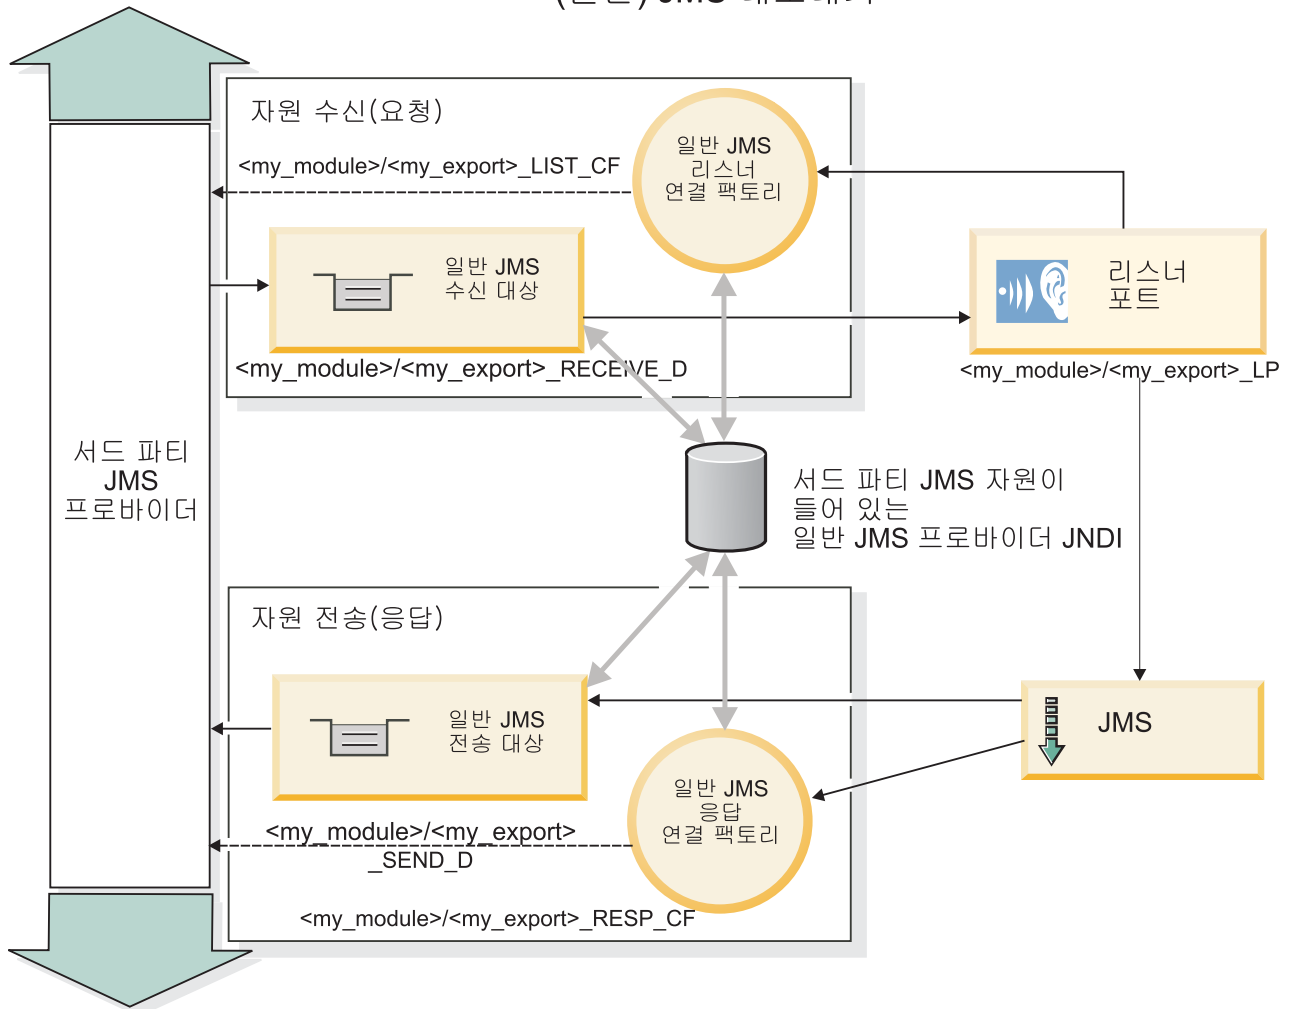 자원 수신(요청)
<my_module>/<my_export>_LIST_CF
일반 JMS
리스너
연결 팩토리
일반 JMS
수신 대상
<my_module>/<my_export>_RECEIVE_D
리스너
포트
<my_module>/<my_export>_LP
서드 파티
JMS
프로바이더
서드 파티 JMS 자원이
들어 있는
일반 JMS 프로바이더 JNDI
자원 전송(응답)
일반 JMS
전송 대상
JMS
일반 JMS
응답
연결 팩토리
<my_module>/<my_export>
_SEND_D
<my_module>/<my_export>_RESP_CF